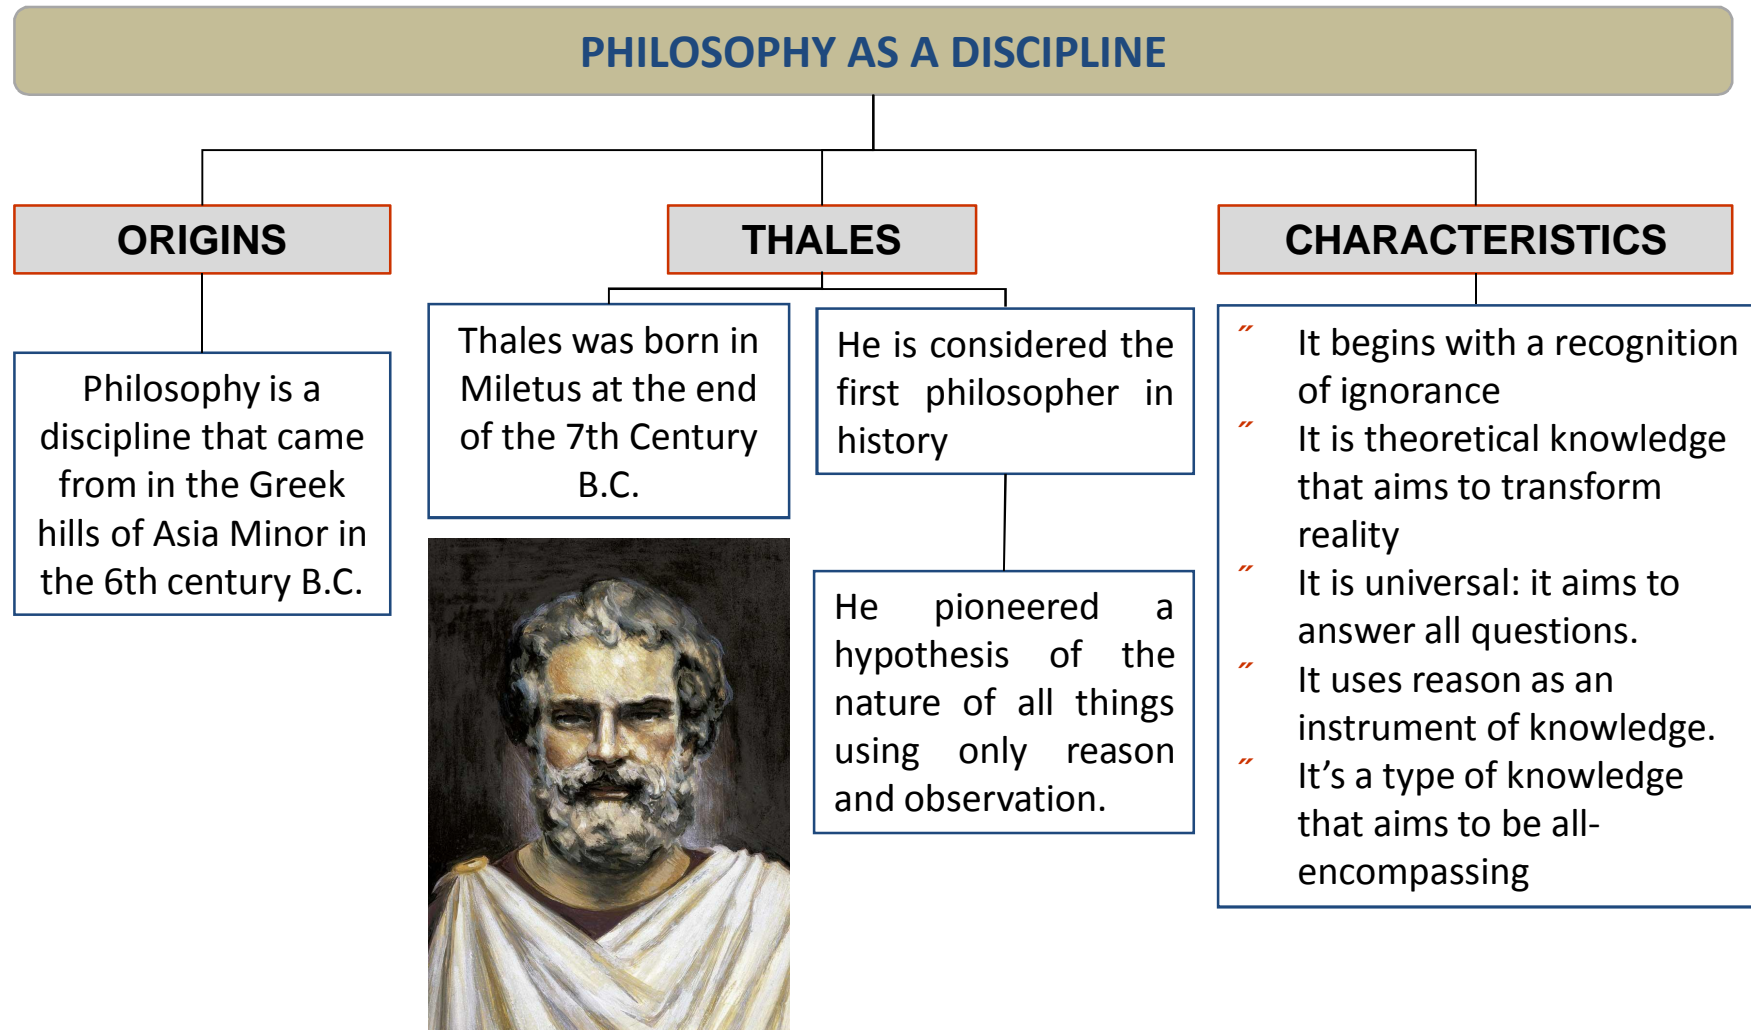 PHILOSOPHY AS A DISCIPLINE
ORIGINS
Philosophy is a
discipline that came
from in the Greek
hills of Asia Minor in
the 6th century B.C.
THALES
Thales was born in
Miletus at the end
of the 7th Century
B.C.
He is considered the
first philosopher in
history
He pioneered a
hypothesis of the
nature of all things
using only reason
and observation.
CHARACTERISTICS
˝ It begins with a recognition
of ignorance
˝ It is theoretical knowledge
that aims to transform
reality
˝ It is universal: it aims to
answer all questions.
˝ It uses reason as an
instrument of knowledge.
˝ It’s a type of knowledge
that aims to be all-
encompassing